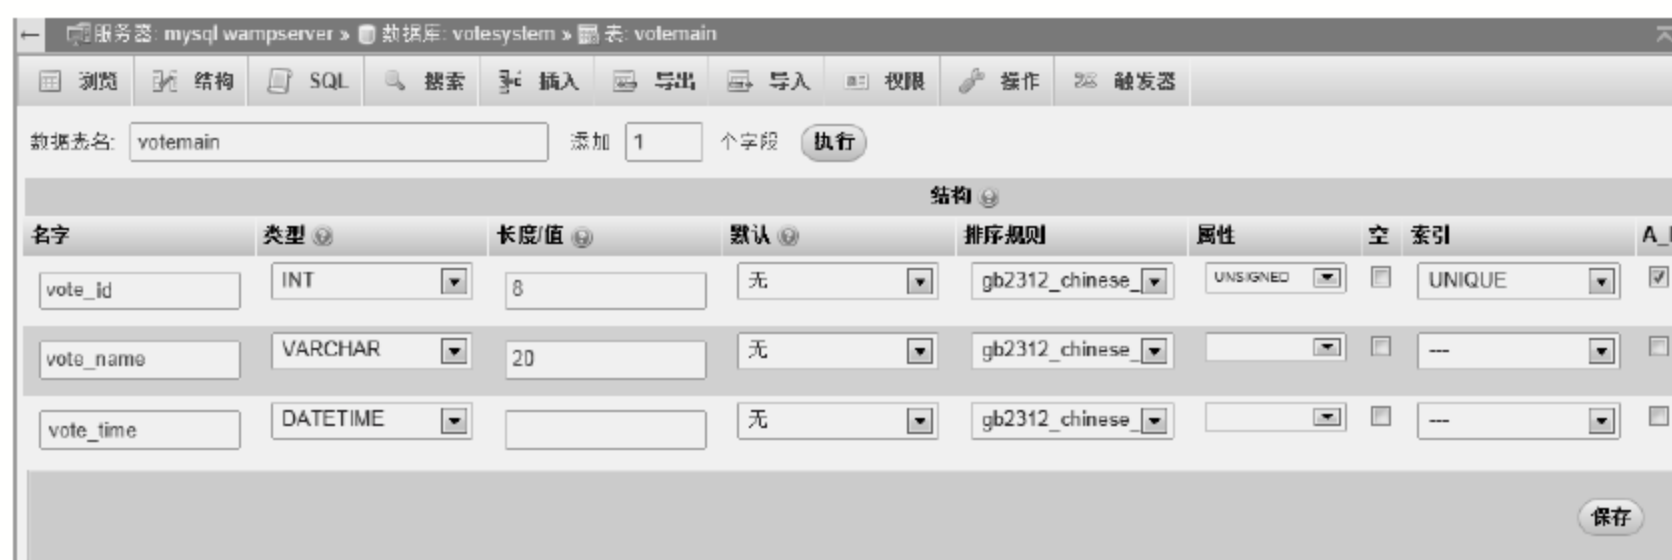 服务器: mysql wampserver » 数据库: votesystem » 表: votemain
浏览 结构 SQL 搜索 插入 导出 导入 权限 操作 触发器
数据表名: votemain 添加 1 个字段 执行
结构
名字 类型 长度/值 默认 排序规则 属性 空 索引 A_I
vote_id INT 8 无 gb2312_chinese_ UNSIGNED UNIQUE
vote_name VARCHAR 20 无 gb2312_chinese_ ---
vote_time DATETIME 无 gb2312_chinese_ ---
保存